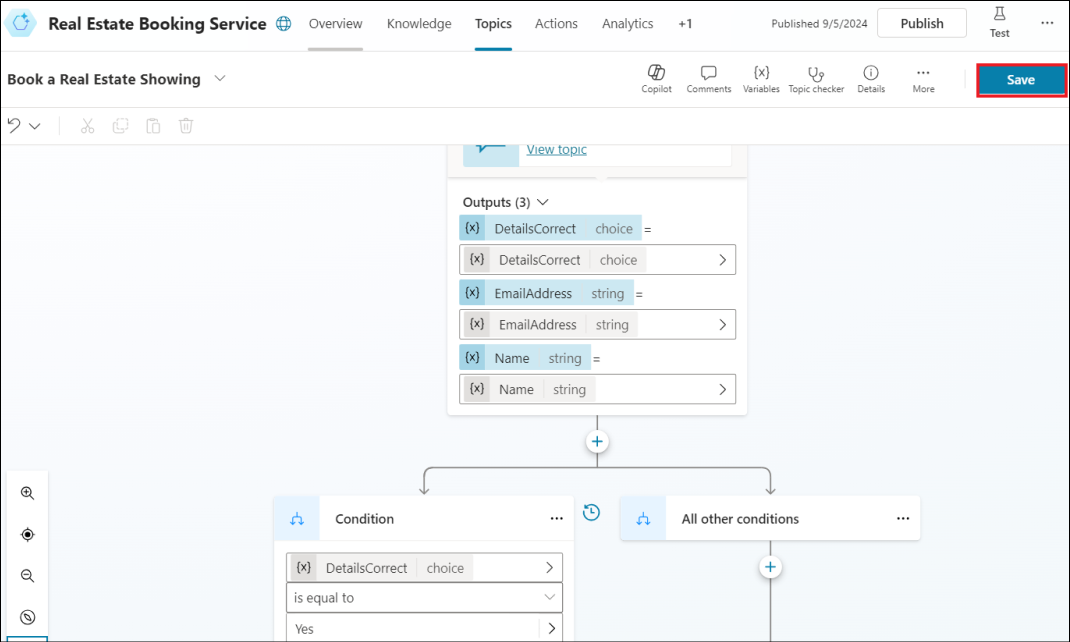 Real Estate Booking Service
Overview
Knowledge
Topics
Actions
Analytics
+1
Published 9/5/2024
Publish
Test
Book a Real Estate Showing
Copilot
Comments
{x}
Variables
Topic checker
Details
More
Save
View topic
Outputs (3)
{x} DetailsCorrect choice =
{x} DetailsCorrect choice
{x} EmailAddress string =
{x} EmailAddress string
{x} Name string =
{x} Name string
Condition
All other conditions
{x} DetailsCorrect choice
is equal to
Yes